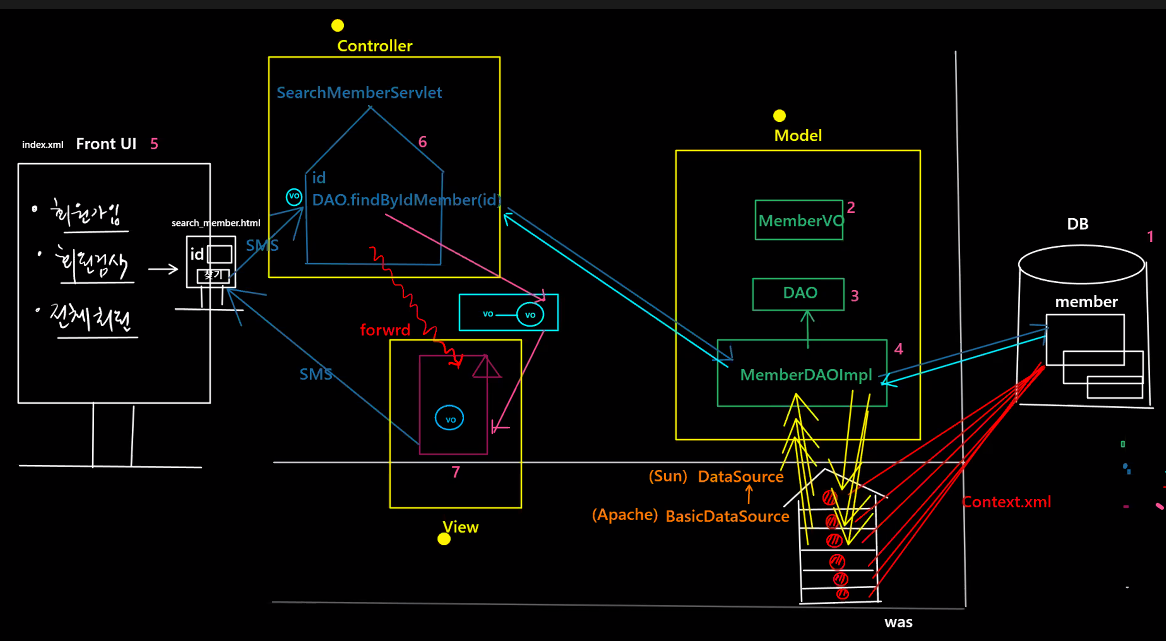 index.xml Front UI 5
회원가입
회원검색
전체회원
search_member.html
id
찾기
SMS
Controller
SearchMemberServlet
6
id
vo
DAO.findByIdMember(id)
vo
vo
forwrd
SMS
vo
7
View
Model
MemberVO 2
DAO 3
4
MemberDAOImpl
(Sun) DataSource
(Apache) BasicDataSource
DB
1
member
Context.xml
was